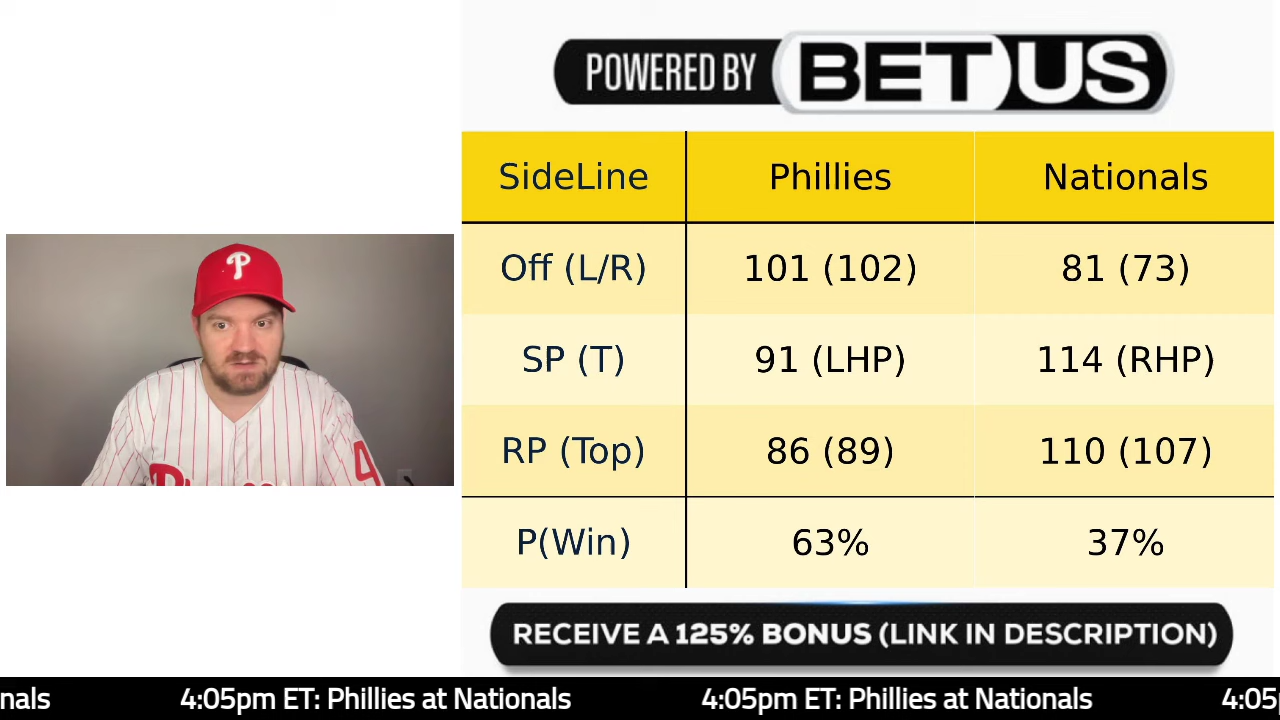 POWERED BY BETUS
SideLine Phillies Nationals
Off (L/R) 101 (102) 81 (73)
SP (T) 91 (LHP) 114 (RHP)
RP (Top) 86 (89) 110 (107)
P(Win) 63% 37%
P
4
RECEIVE A 125% BONUS (LINK IN DESCRIPTION)
nals 4:05pm ET: Phillies at Nationals 4:05pm ET: Phillies at Nationals 4:05